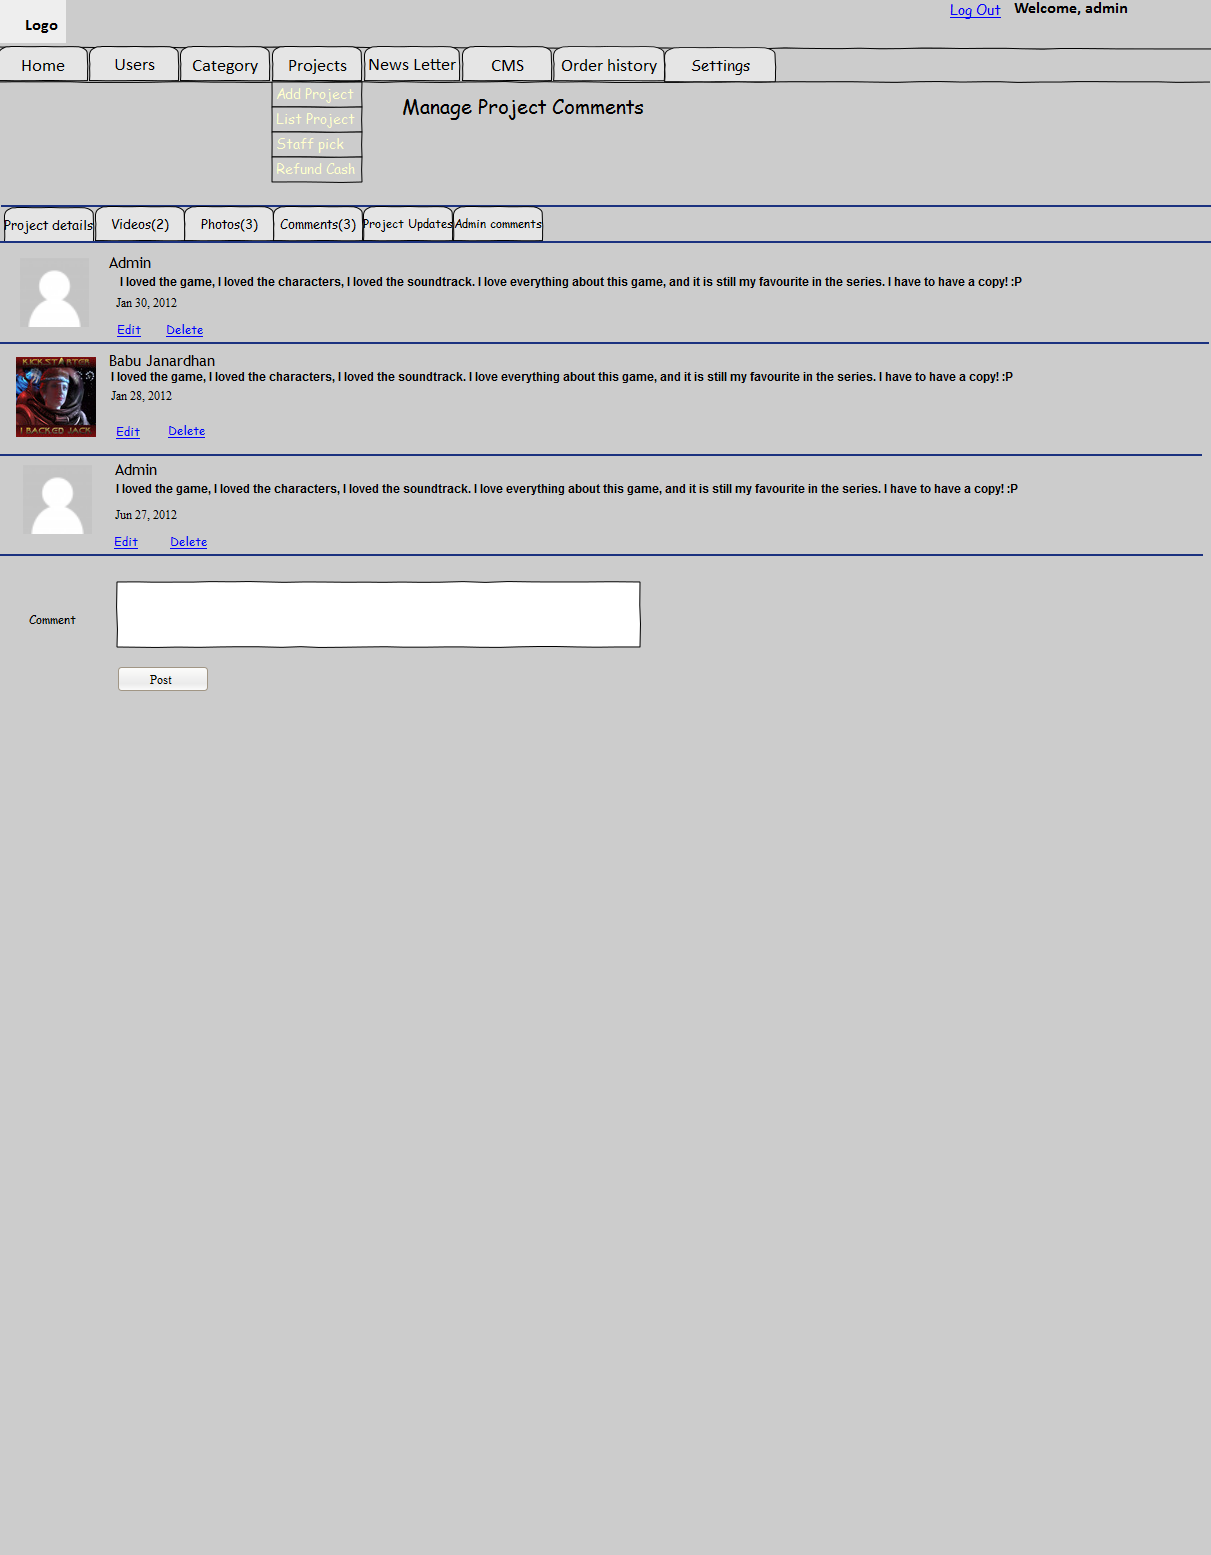 Logo
Log Out Welcome, admin
Home Users Category Projects News Letter CMS Order history Settings
Add Project
List Project
Staff pick
Refund Cash
Manage Project Comments
Project details Videos(2) Photos(3) Comments(3) Project Updates Admin comments
Admin
I loved the game, I loved the characters, I loved the soundtrack. I love everything about this game, and it is still my favourite in the series. I have to have a copy! :P
Jan 30, 2012
Edit Delete
KICKSTARTER
I BACKED JACK
Babu Janardhan
I loved the game, I loved the characters, I loved the soundtrack. I love everything about this game, and it is still my favourite in the series. I have to have a copy! :P
Jan 28, 2012
Edit Delete
Admin
I loved the game, I loved the characters, I loved the soundtrack. I love everything about this game, and it is still my favourite in the series. I have to have a copy! :P
Jun 27, 2012
Edit Delete
Comment
Post